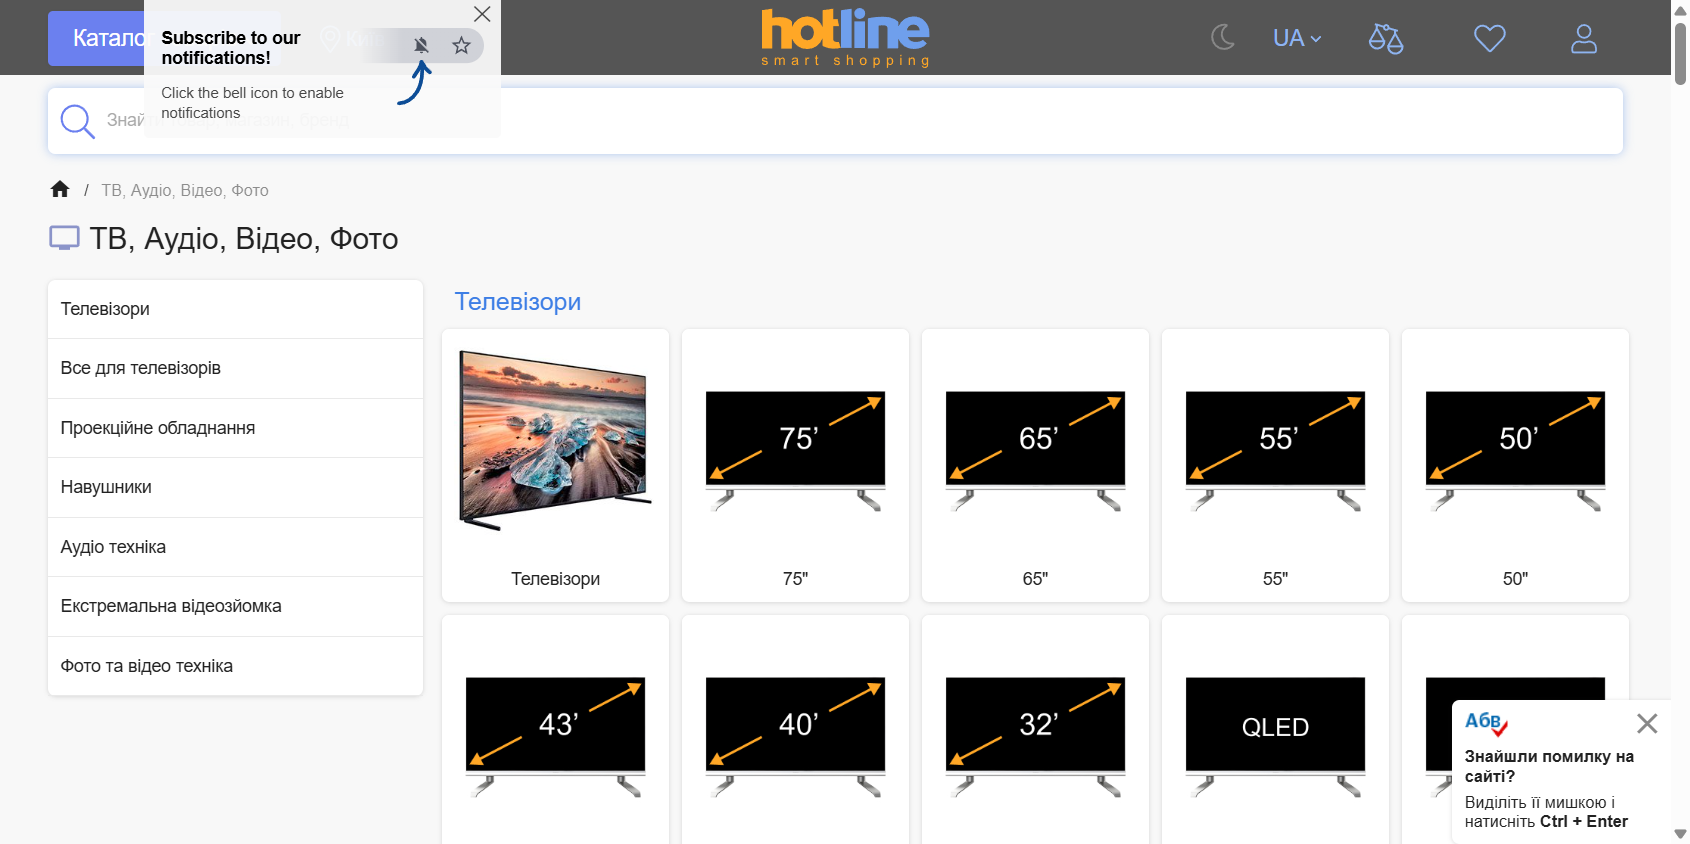 Каталог
Subscribe to our
notifications!
Click the bell icon to enable
notifications
hotline
smart shopping
UA
/ ТВ, Аудіо, Відео, Фото
ТВ, Аудіо, Відео, Фото
Телевізори
Все для телевізорів
Проекційне обладнання
Навушники
Аудіо техніка
Екстремальна відеозйомка
Фото та відео техніка
Телевізори
75’
65’
55’
50’
Телевізори
75"
65"
55"
50"
43’
40’
32’
QLED
Абв
Знайшли помилку на
сайті?
Виділіть її мишкою і
натисніть Ctrl + Enter